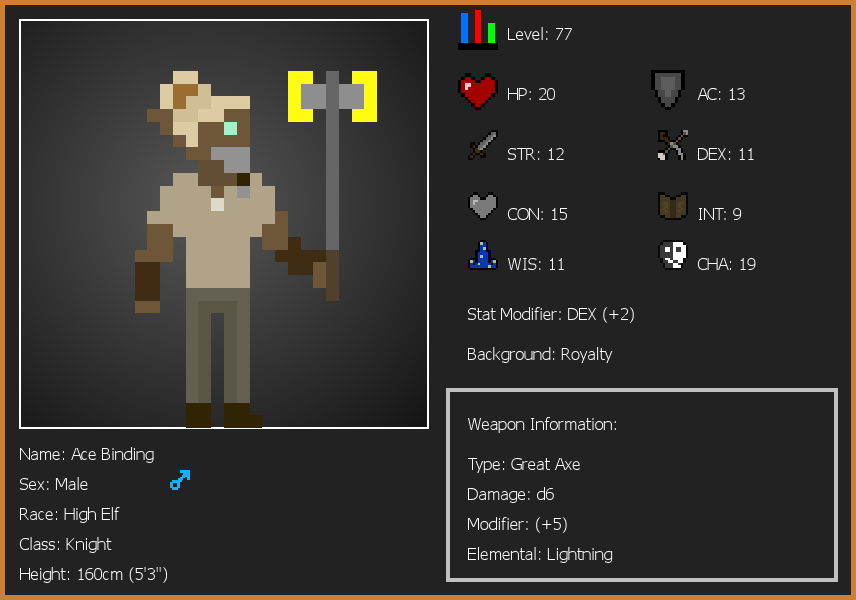 Level: 77
HP: 20
AC: 13
STR: 12
DEX: 11
CON: 15
INT: 9
WIS: 11
CHA: 19
Stat Modifier: DEX (+2)
Background: Royalty
Weapon Information:
Type: Great Axe
Damage: d6
Modifier: (+5)
Elemental: Lightning
Name: Ace Binding
Sex: Male
Race: High Elf
Class: Knight
Height: 160cm (5'3")